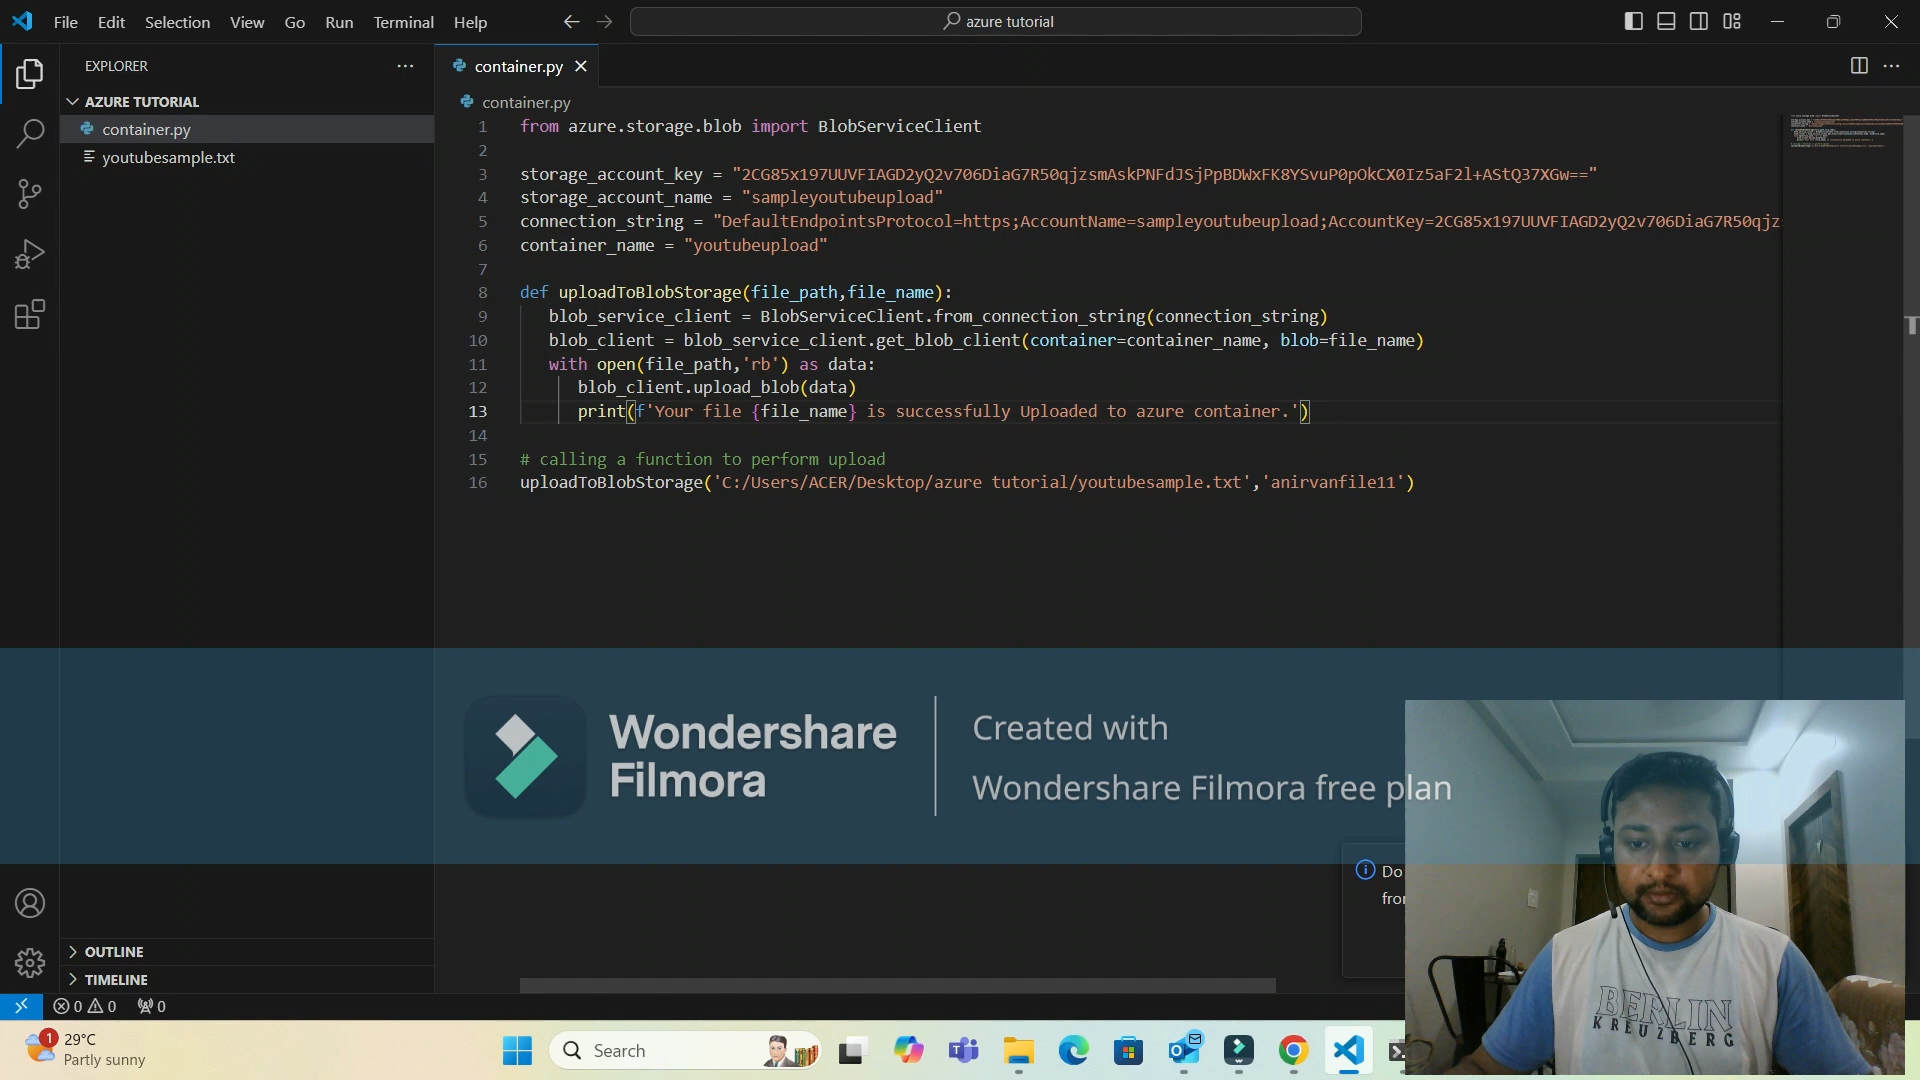 File Edit Selection View Go Run Terminal Help
azure tutorial
EXPLORER
AZURE TUTORIAL
container.py
youtubesample.txt
OUTLINE
TIMELINE
container.py
container.py
1 from azure.storage.blob import BlobServiceClient
2
3 storage_account_key = "2CG85x197UUVFIAGD2yQ2v706DiaG7R50qjzsmAskPNFdJSjPpBDWxFK8YSvuP0pOkCX0Iz5aF2l+AStQ37XGw=="
4 storage_account_name = "sampleyoutubeupload"
5 connection_string = "DefaultEndpointsProtocol=https;AccountName=sampleyoutubeupload;AccountKey=2CG85x197UUVFIAGD2yQ2v706DiaG7R50qjz
6 container_name = "youtubeupload"
7
8 def uploadToBlobStorage(file_path,file_name):
9 blob_service_client = BlobServiceClient.from_connection_string(connection_string)
10 blob_client = blob_service_client.get_blob_client(container=container_name, blob=file_name)
11 with open(file_path,'rb') as data:
12 blob_client.upload_blob(data)
13 print(f'Your file {file_name} is successfully Uploaded to azure container.')
14
15 # calling a function to perform upload
16 uploadToBlobStorage('C:/Users/ACER/Desktop/azure tutorial/youtubesample.txt','anirvanfile11')
Wondershare
Filmora
Created with
Wondershare Filmora free plan
Do
from
BERLIN
KREUZBERG
0 0 0
1
29°C
Partly sunny
Search